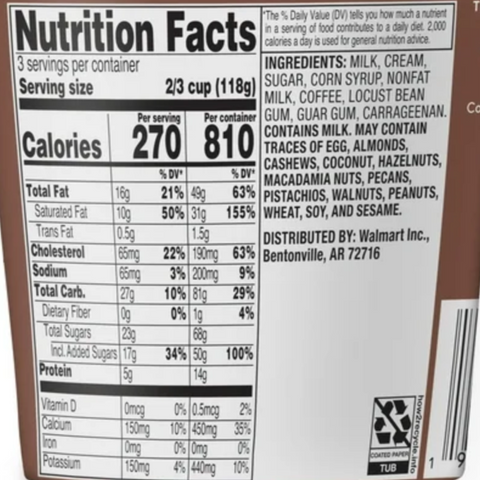 Nutrition Facts
3 servings per container
Serving size 2/3 cup (118g)
Per serving Per container
Calories 270 810
% DV* % DV*
Total Fat 16g 21% 49g 63%
Saturated Fat 10g 50% 31g 155%
Trans Fat 0.5g 1.5g
Cholesterol 65mg 22% 190mg 63%
Sodium 65mg 3% 200mg 9%
Total Carb. 27g 10% 81g 29%
Dietary Fiber 0g 0% 1g 4%
Total Sugars 23g 68g
Incl. Added Sugars 17g 34% 50g 100%
Protein 5g 14g
Vitamin D 0mcg 0% 0.5mcg 2%
Calcium 150mg 10% 450mg 35%
Iron 0mg 0% 0mg 0%
Potassium 150mg 4% 440mg 10%
*The % Daily Value (DV) tells you how much a nutrient
in a serving of food contributes to a daily diet. 2,000
calories a day is used for general nutrition advice.
INGREDIENTS: MILK, CREAM,
SUGAR, CORN SYRUP, NONFAT
MILK, COFFEE, LOCUST BEAN
GUM, GUAR GUM, CARRAGEENAN.
CONTAINS MILK. MAY CONTAIN
TRACES OF EGG, ALMONDS,
CASHEWS, COCONUT, HAZELNUTS,
MACADAMIA NUTS, PECANS,
PISTACHIOS, WALNUTS, PEANUTS,
WHEAT, SOY, AND SESAME.
DISTRIBUTED BY: Walmart Inc.,
Bentonville, AR 72716
how2recycle.info
COATED PAPER
TUB
1